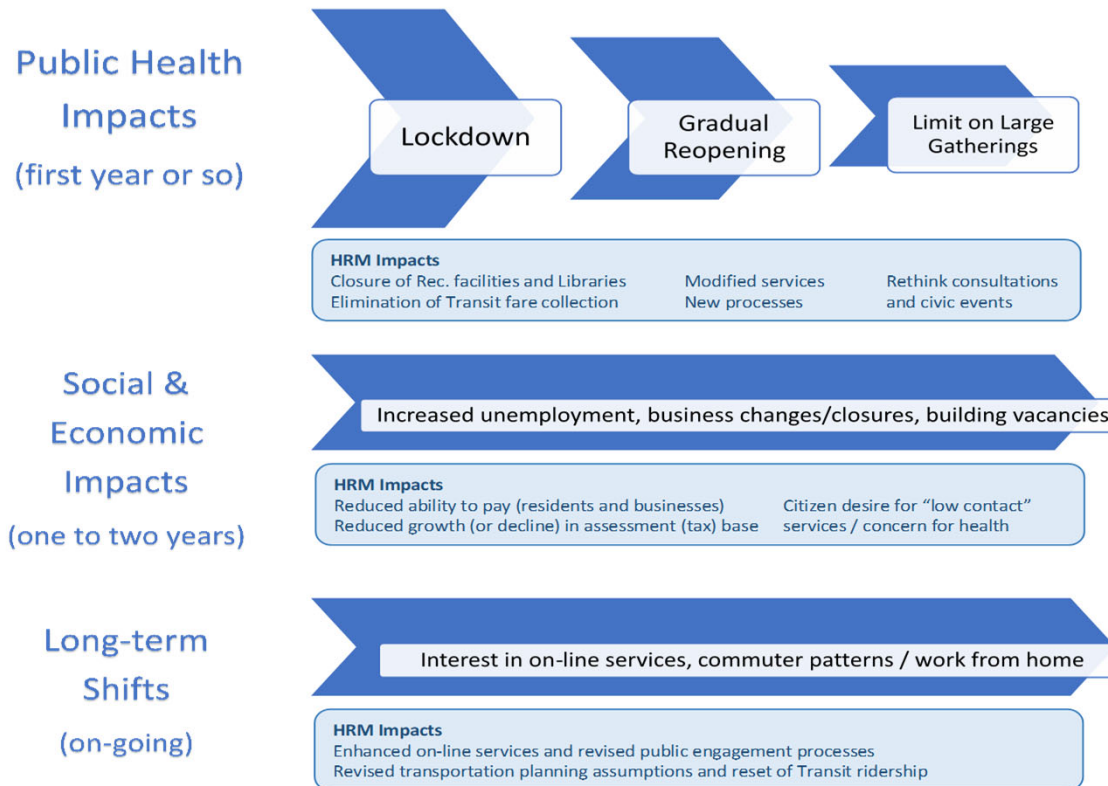 Public Health
Impacts
(first year or so)
Lockdown
Gradual
Reopening
Limit on Large
Gatherings
HRM Impacts
Closure of Rec. facilities and Libraries
Elimination of Transit fare collection
Modified services
New processes
Rethink consultations
and civic events
Social &
Economic
Impacts
(one to two years)
Increased unemployment, business changes/closures, building vacancies
HRM Impacts
Reduced ability to pay (residents and businesses)
Reduced growth (or decline) in assessment (tax) base
Citizen desire for “low contact”
services / concern for health
Long-term
Shifts
(on-going)
Interest in on-line services, commuter patterns / work from home
HRM Impacts
Enhanced on-line services and revised public engagement processes
Revised transportation planning assumptions and reset of Transit ridership